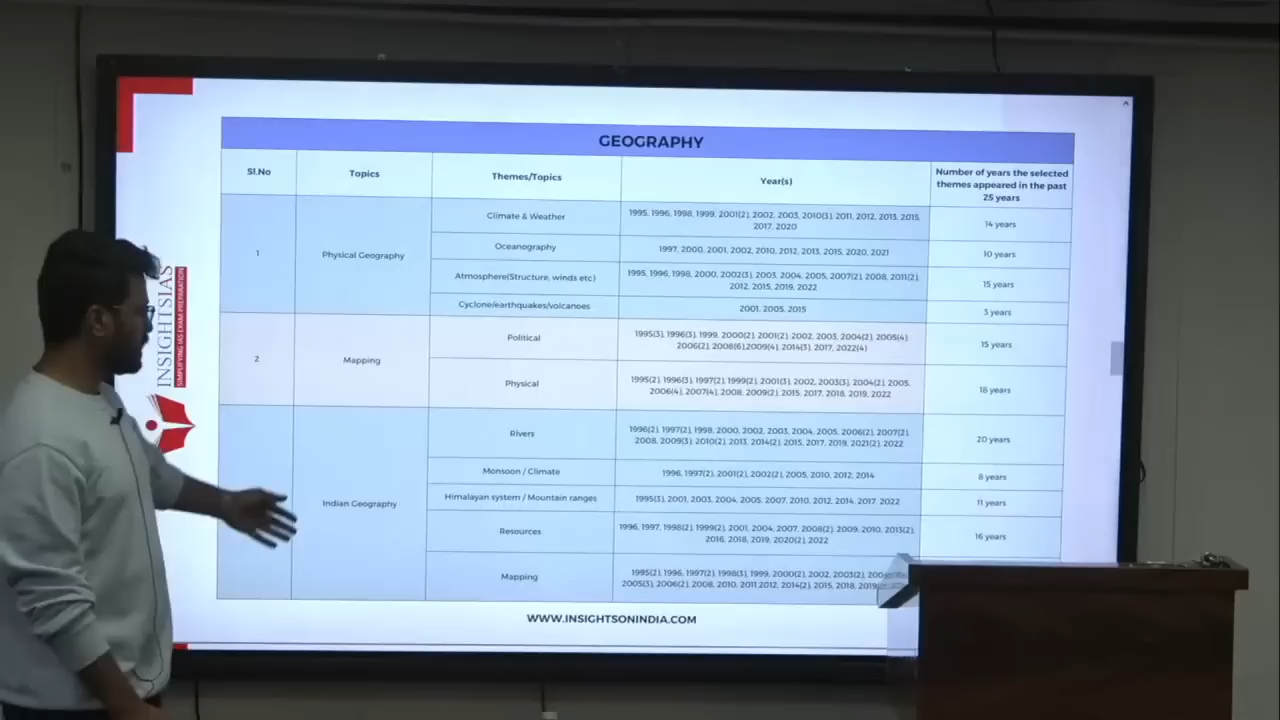 GEOGRAPHY
Sl.No
Topics
Themes/Topics
Year(s)
Number of years the selected
themes appeared in the past
25 years
1
Physical Geography
Climate & Weather
1995, 1996, 1998, 1999, 2001(2), 2002, 2003, 2010(3), 2011, 2012, 2013, 2015,
2017, 2020
14 years
Oceanography
1997, 2000, 2001, 2002, 2010, 2012, 2013, 2015, 2020, 2021
10 years
Atmosphere(Structure, winds etc)
1995, 1996, 1998, 2000, 2002(3), 2003, 2004, 2005, 2007(2), 2008, 2011(2),
2012, 2015, 2019, 2022
15 years
Cyclone/earthquakes/volcanoes
2001, 2005, 2015
3 years
2
Mapping
Political
1995(3), 1996(3), 1999, 2000(2), 2001(2), 2002, 2003, 2004(2), 2005(4)
2006(2), 2008(6),2009(4), 2014(3), 2017, 2022(4)
15 years
Physical
1995(2), 1996(3), 1997(2), 1999(2), 2001(3), 2002, 2003(3), 2004(2), 2005,
2006(4), 2007(4), 2008, 2009(2), 2015, 2017, 2018, 2019, 2022
18 years
Indian Geography
Rivers
1996(2), 1997(2), 1998, 2000, 2002, 2003, 2004, 2005, 2006(2), 2007(2),
2008, 2009(3), 2010(2), 2013, 2014(2), 2015, 2017, 2019, 2021(2), 2022
20 years
Monsoon / Climate
1996, 1997(2), 2001(2), 2002(2), 2005, 2010, 2012, 2014
8 years
Himalayan system / Mountain ranges
1995(3), 2001, 2003, 2004, 2005, 2007, 2010, 2012, 2014, 2017, 2022
11 years
Resources
1996, 1997, 1998(2), 1999(2), 2001, 2004, 2007, 2008(2), 2009, 2010, 2013(2),
2016, 2018, 2019, 2020(2), 2022
16 years
Mapping
1995(2), 1996, 1997(2), 1998(3), 1999, 2000(2), 2002, 2003(2),
2005(3), 2006(2), 2008, 2010, 2011,2012, 2014(2), 2015, 2018, 2019
WWW.INSIGHTSONINDIA.COM
INSIGHTSIAS
SIMPLIFYING IAS EXAM PREPARATION